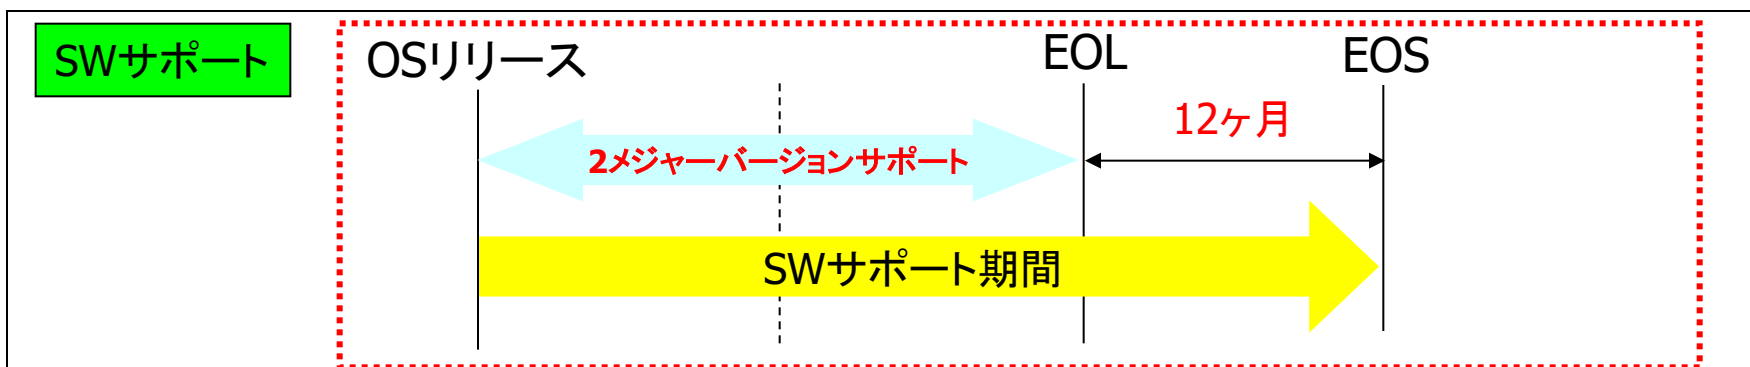 SWサポート
OSリリース
EOL
EOS
12ヶ月
2メジャーバージョンサポート
SWサポート期間